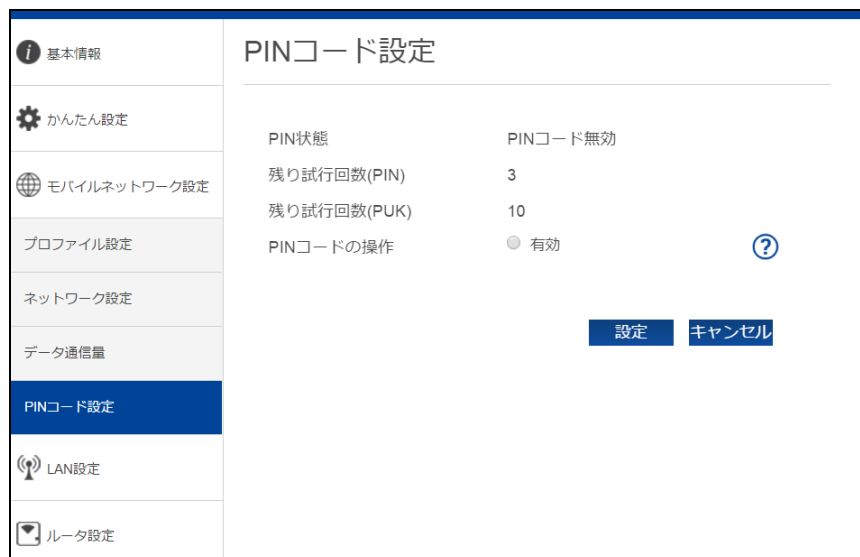 基本情報
かんたん設定
モバイルネットワーク設定
プロファイル設定
ネットワーク設定
データ通信量
PINコード設定
LAN設定
ルータ設定
PINコード設定
PIN状態 PINコード無効
残り試行回数(PIN) 3
残り試行回数(PUK) 10
PINコードの操作 有効 ?
設定 キャンセル